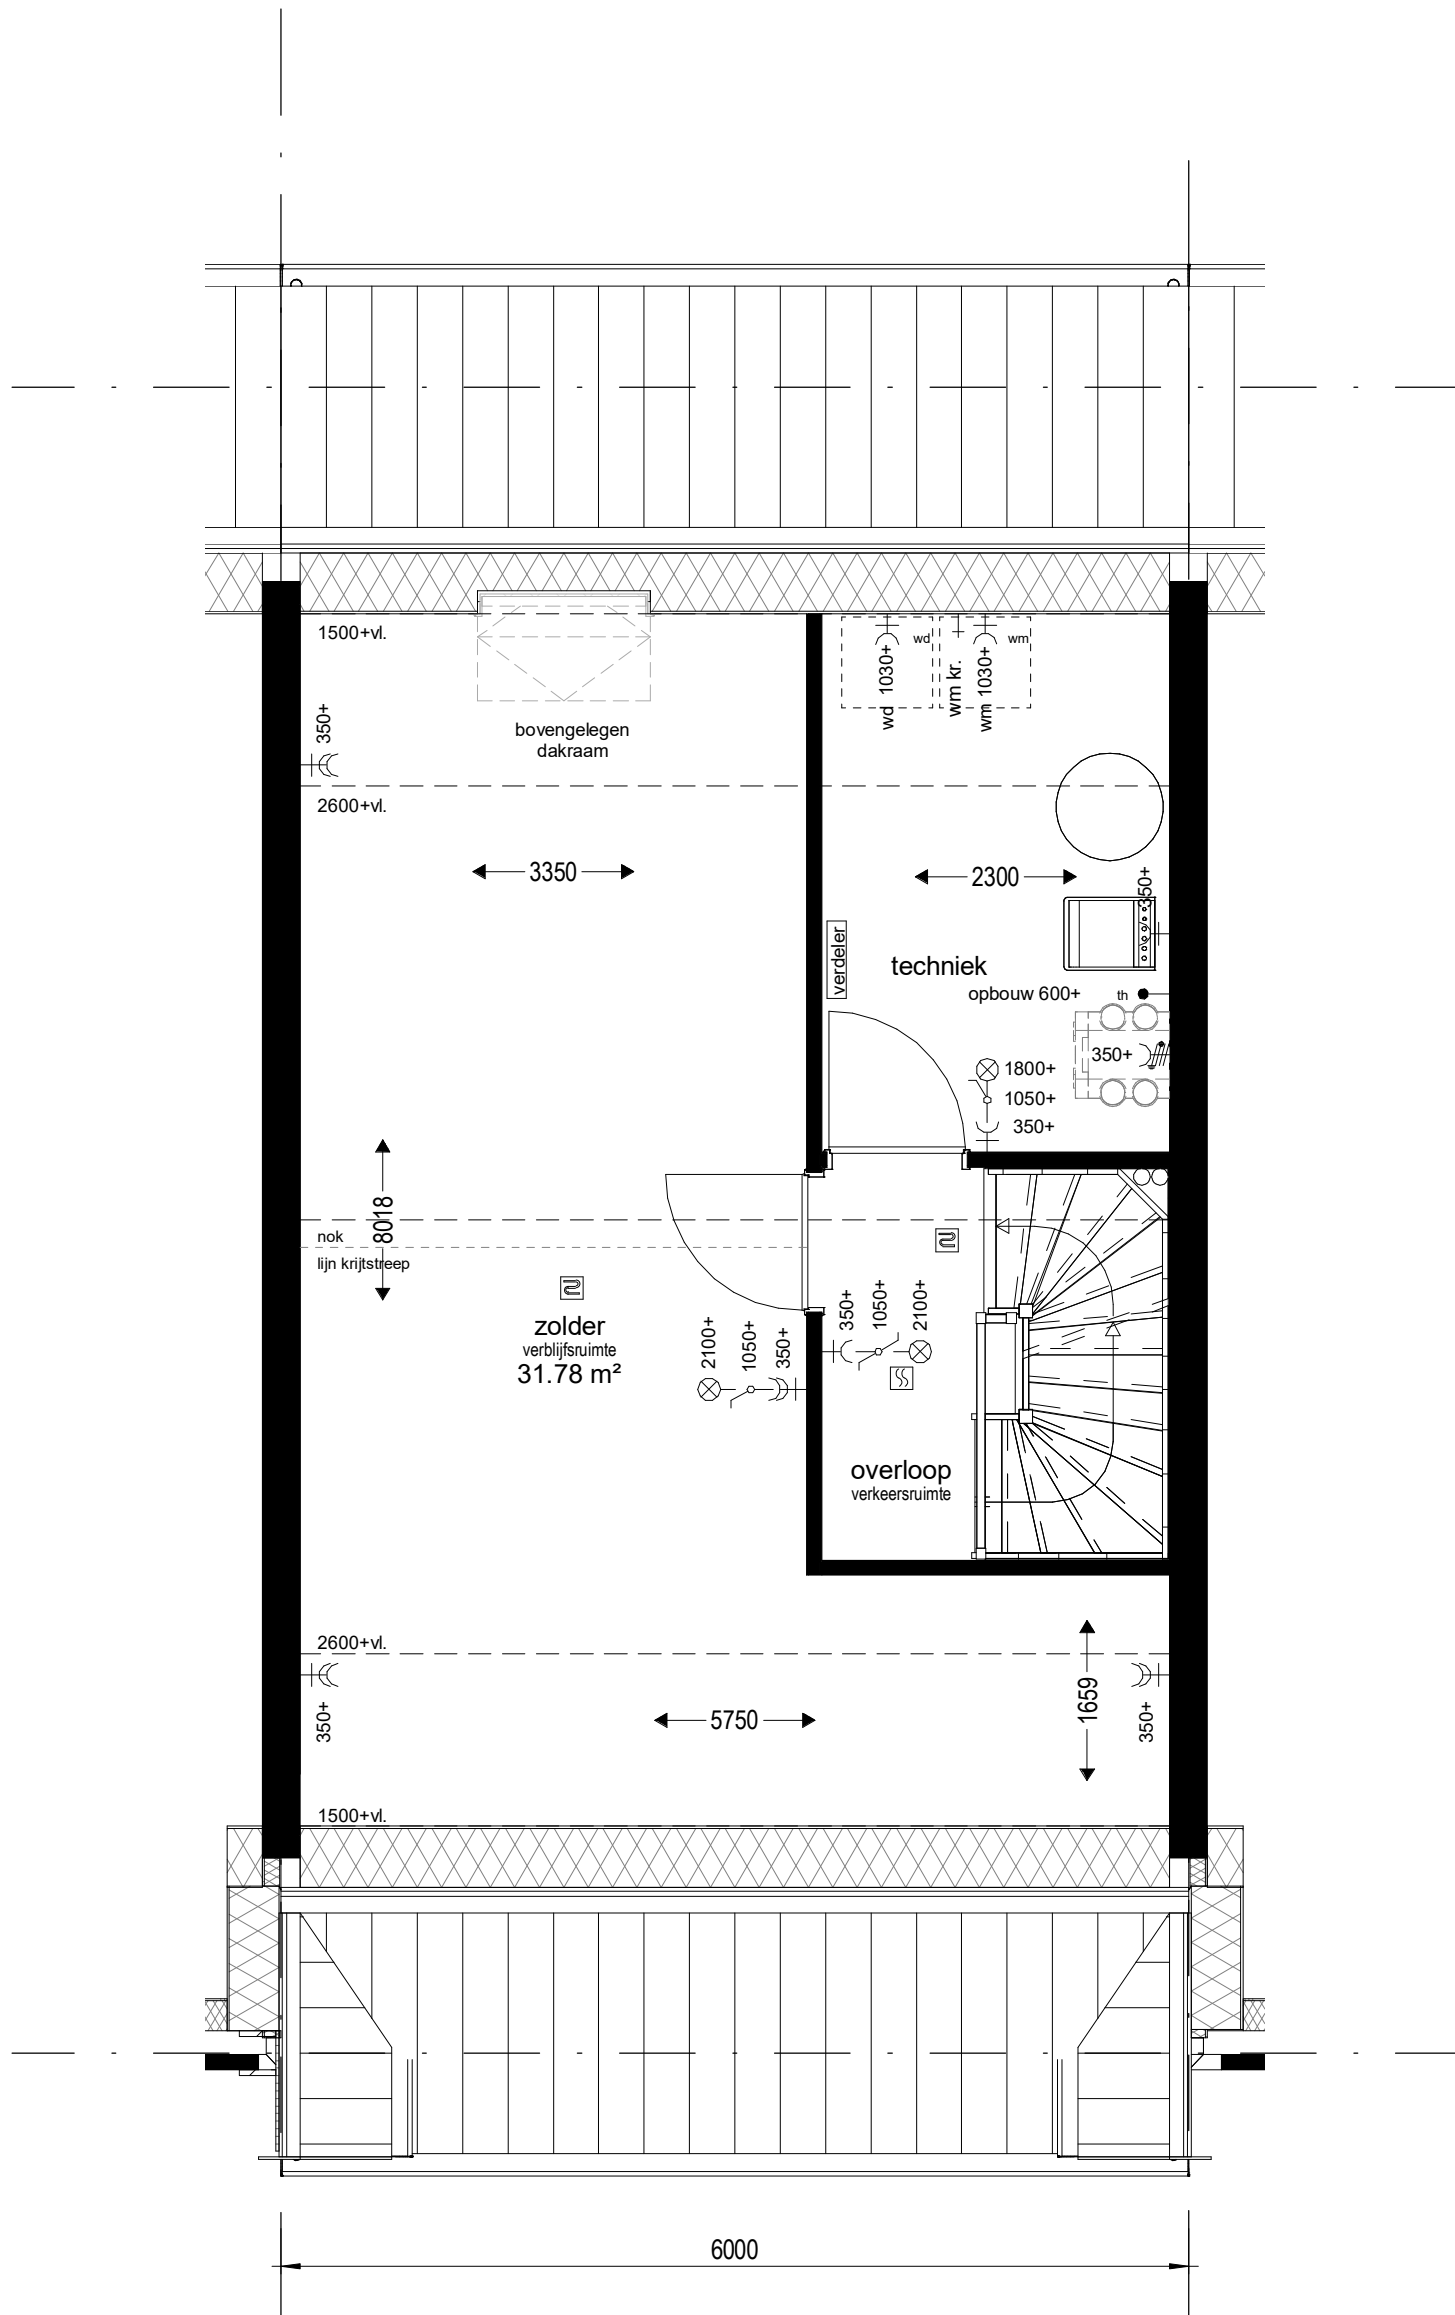 1500+vl.
wd
wm
wd 1030+
wm kr.
wm 1030+
350+
bovengelegen
dakraam
2600+vl.
3350
2300
350+
verdeler
techniek
opbouw 600+
th
350+
1800+
1050+
350+
8018
nok
lijn krijtstreep
zolder
verblijfsruimte
31.78 m²
2100+
1050+
350+
350+
1050+
2100+
overloop
verkeersruimte
2600+vl.
350+
5750
1659
350+
1500+vl.
6000